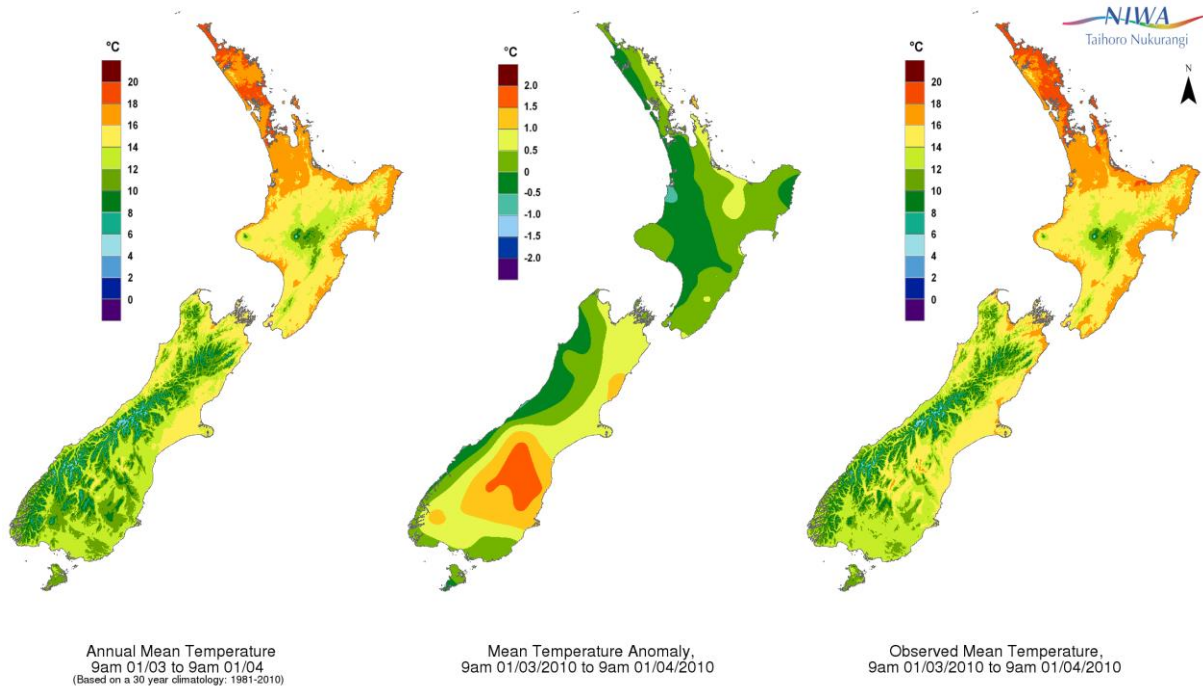 NIWA
Taihoro Nukurangi
N
°C
20
18
16
14
12
10
8
6
4
2
0
°C
2.0
1.5
1.0
0.5
0
-0.5
-1.0
-1.5
-2.0
°C
20
18
16
14
12
10
8
6
4
2
0
Annual Mean Temperature
9am 01/03 to 9am 01/04
(Based on a 30 year climatology: 1981-2010)
Mean Temperature Anomaly,
9am 01/03/2010 to 9am 01/04/2010
Observed Mean Temperature,
9am 01/03/2010 to 9am 01/04/2010